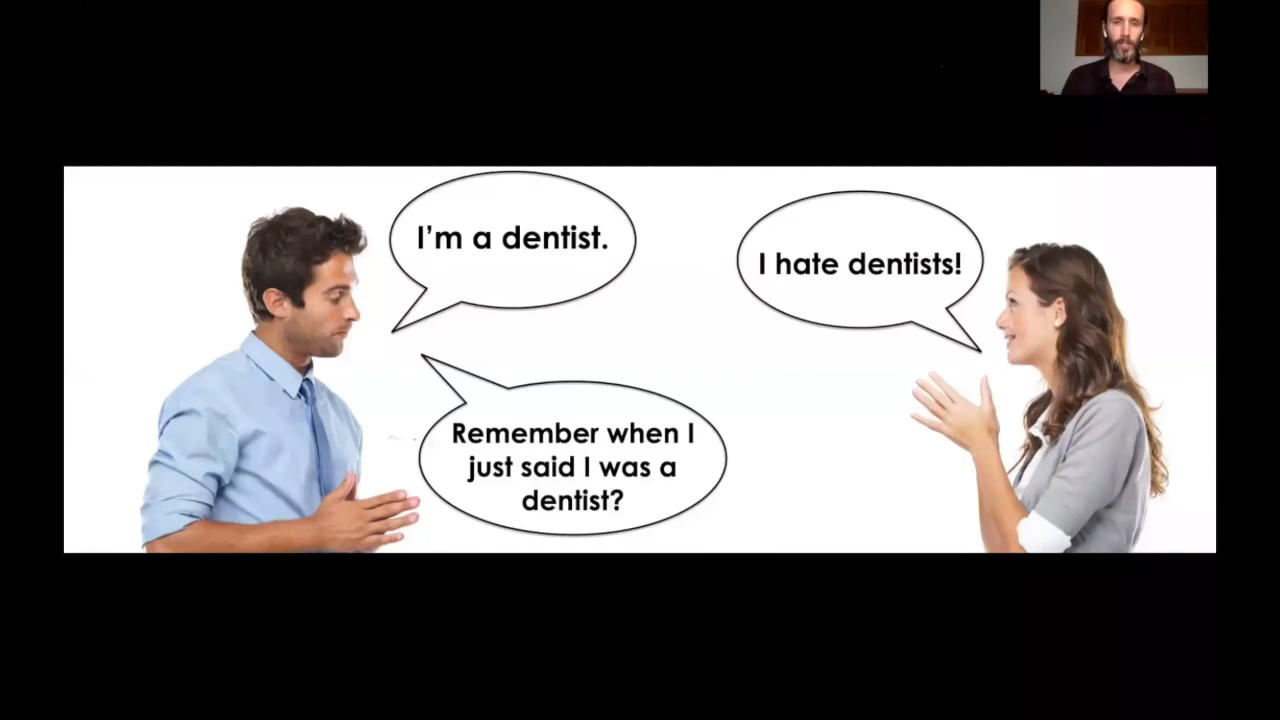 I’m a dentist.
I hate dentists!
Remember when I
just said I was a
dentist?